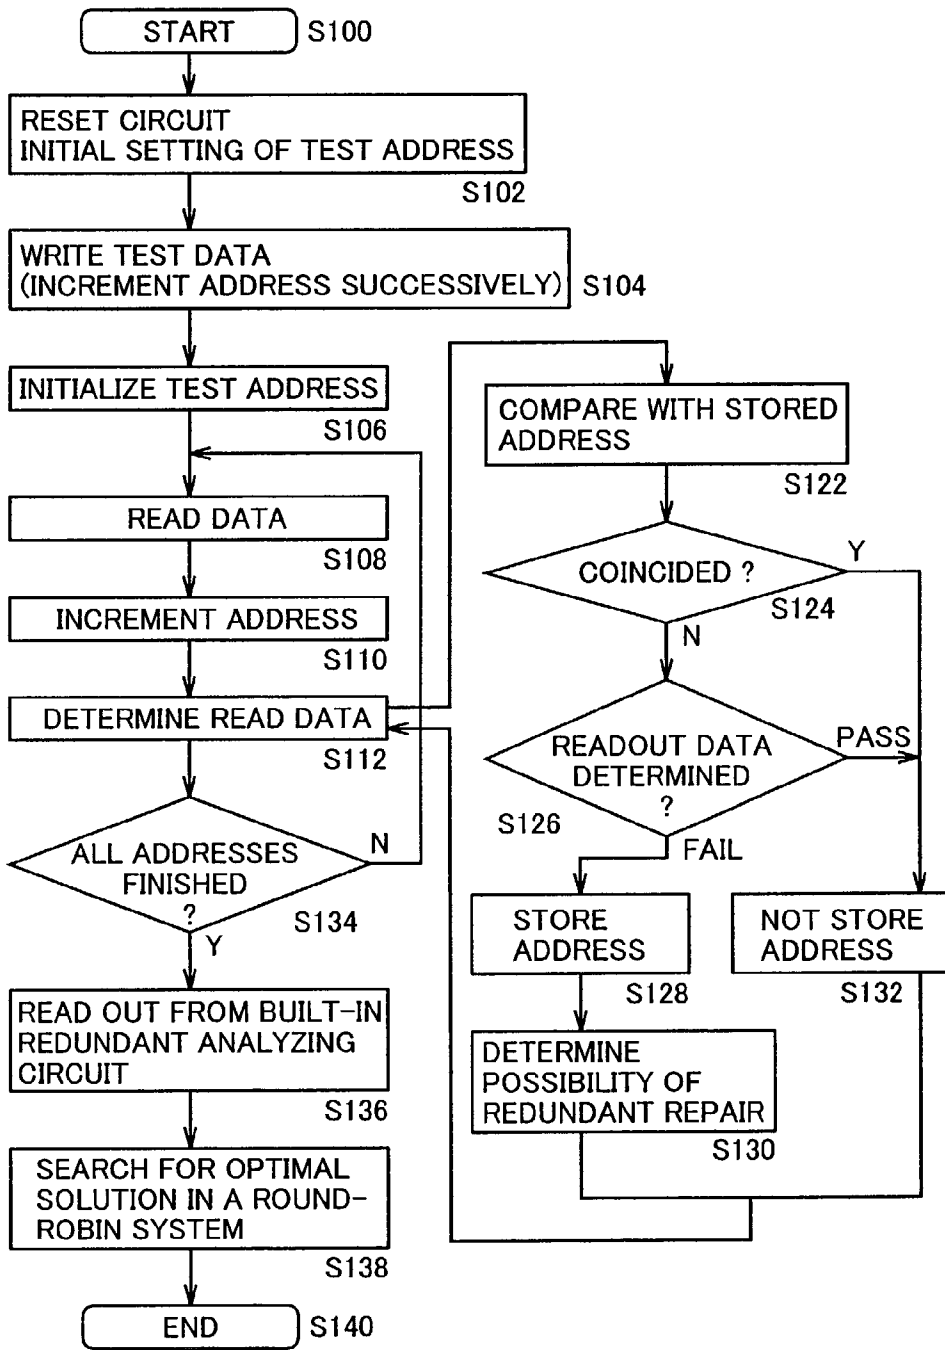 START
S100
RESET CIRCUIT
INITIAL SETTING OF TEST ADDRESS
S102
WRITE TEST DATA
(INCREMENT ADDRESS SUCCESSIVELY)
S104
INITIALIZE TEST ADDRESS
S106
READ DATA
S108
INCREMENT ADDRESS
S110
DETERMINE READ DATA
S112
ALL ADDRESSES
FINISHED
?
N
S134
Y
READ OUT FROM BUILT-IN
REDUNDANT ANALYZING
CIRCUIT
S136
SEARCH FOR OPTIMAL
SOLUTION IN A ROUND-
ROBIN SYSTEM
S138
END
S140
COMPARE WITH STORED
ADDRESS
S122
COINCIDED ?
Y
S124
N
READOUT DATA
DETERMINED
?
PASS
S126
FAIL
STORE
ADDRESS
S128
NOT STORE
ADDRESS
S132
DETERMINE
POSSIBILITY OF
REDUNDANT REPAIR
S130